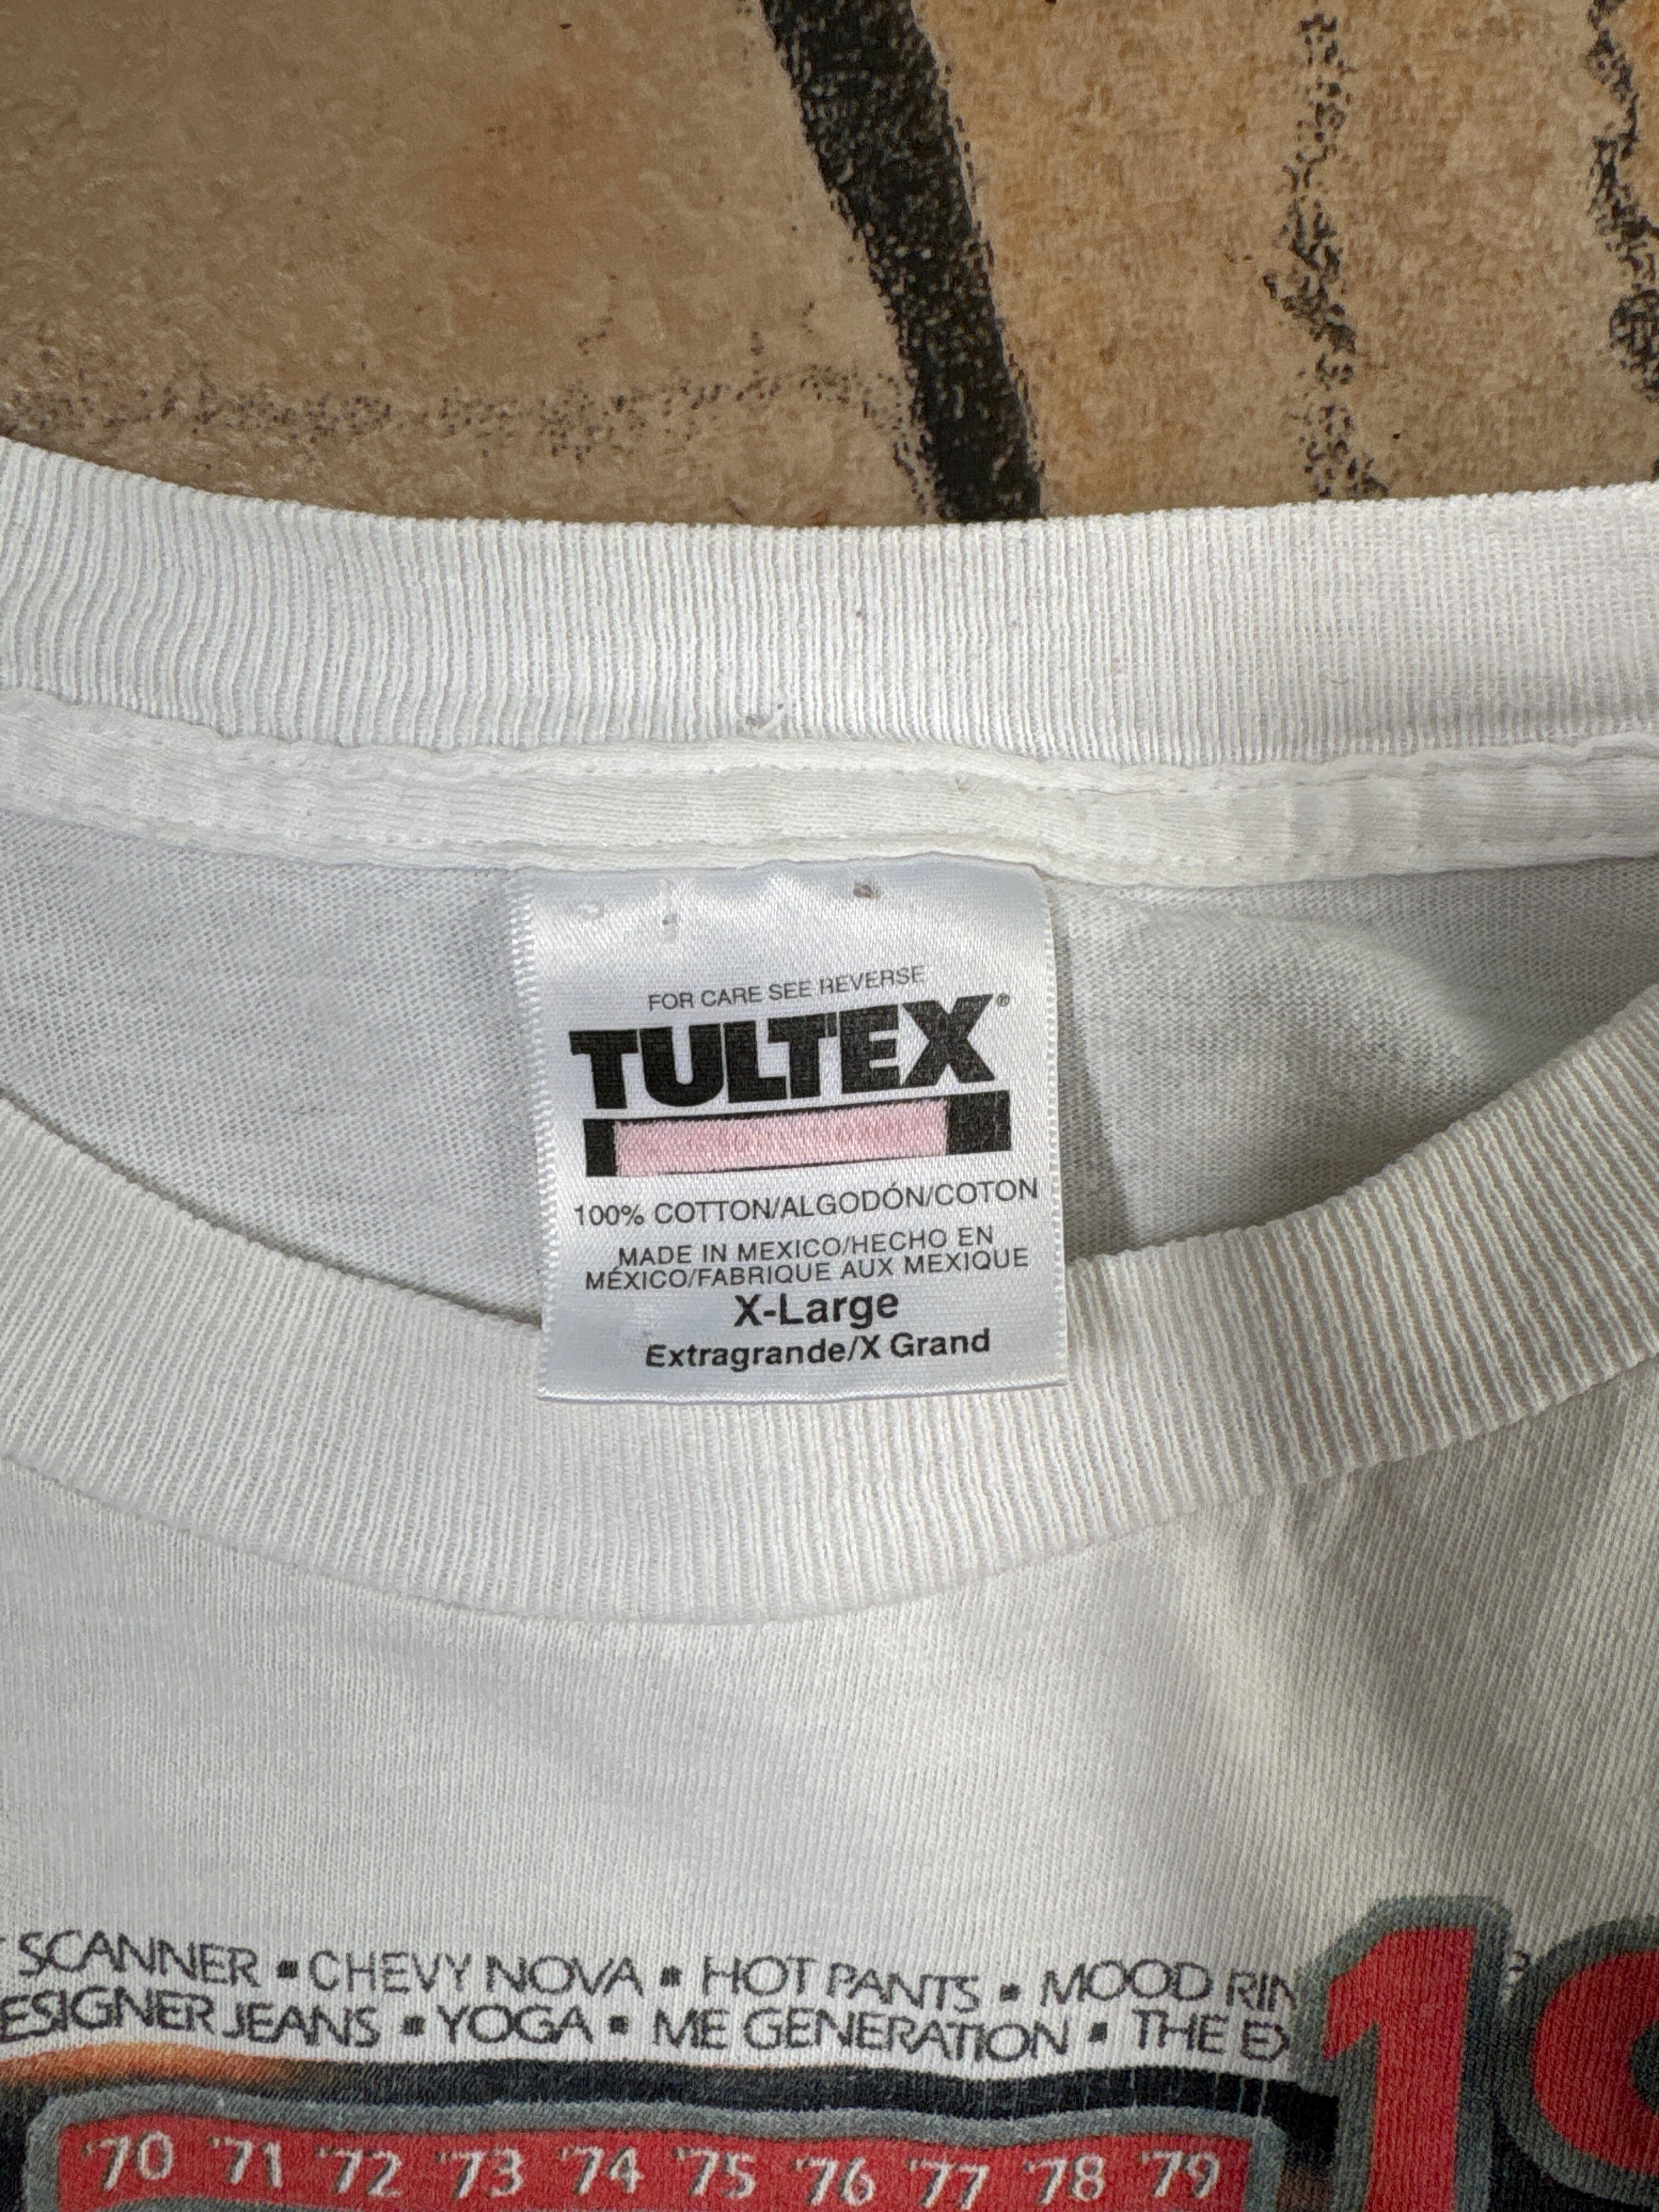 FOR CARE SEE REVERSE
TULTEX®
100% COTTON/ALGODÓN/COTON
MADE IN MEXICO/HECHO EN
MÉXICO/FABRIQUE AUX MEXIQUE
X-Large
Extragrande/X Grand
SCANNER ▪ CHEVY NOVA ▪ HOT PANTS ▪ MOOD RIN
ESIGNER JEANS ▪ YOGA ▪ ME GENERATION ▪ THE EX
19
'70 '71 '72 '73 '74 '75 '76 '77 '78 '79